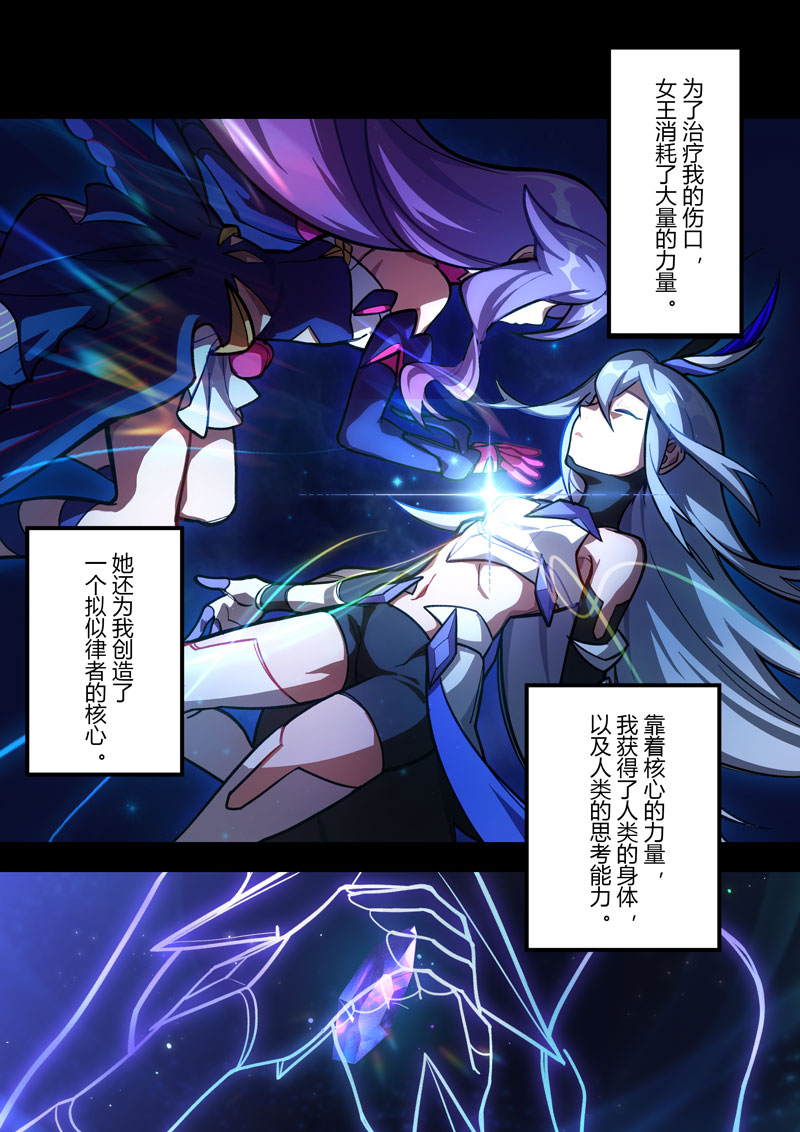 为了治疗我的伤口，
女王消耗了大量的力量。
她还为我创造了
一个拟似律者的核心。
靠着核心的力量，
我获得了人类的身体，
以及人类的思考能力。